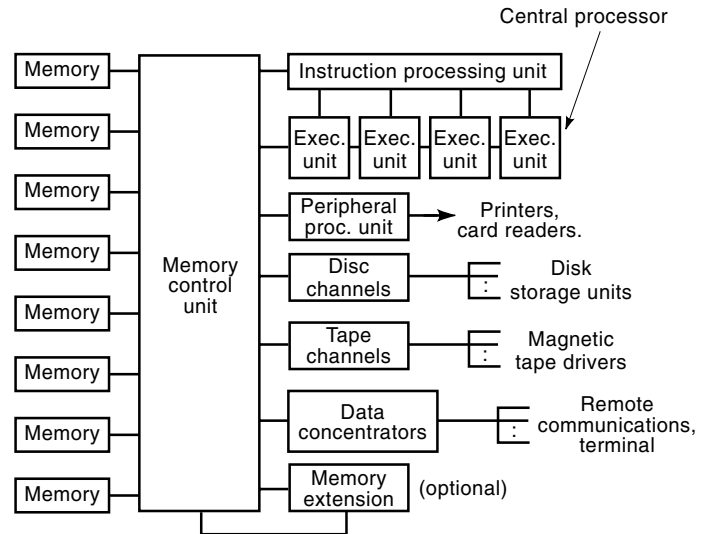 Central processor
Memory
Memory
Memory
Memory
Memory
Memory
Memory
Memory
Memory
control
unit
Instruction processing unit
Exec.
unit
Exec.
unit
Exec.
unit
Exec.
unit
Peripheral
proc. unit
Printers,
card readers.
Disc
channels
:
Disk
storage units
Tape
channels
:
Magnetic
tape drivers
Data
concentrators
:
Remote
communications,
terminal
Memory
extension
(optional)